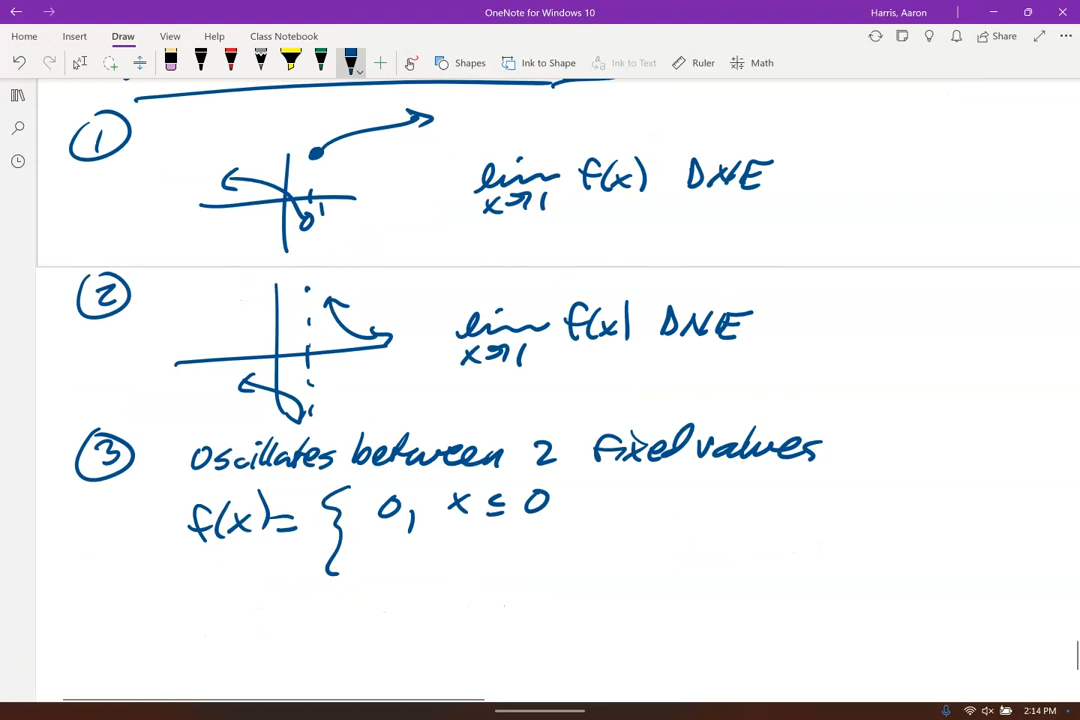 OneNote for Windows 10
Harris, Aaron
Home Insert Draw View Help Class Notebook
Share
Shapes Ink to Shape Ink to Text Ruler Math
1
0 1
lim f(x) DNE
x→1
2
lim f(x) DNE
x→1
3 oscillates between 2 fixed values
f(x)= { 0, x ≤ 0
2:14 PM